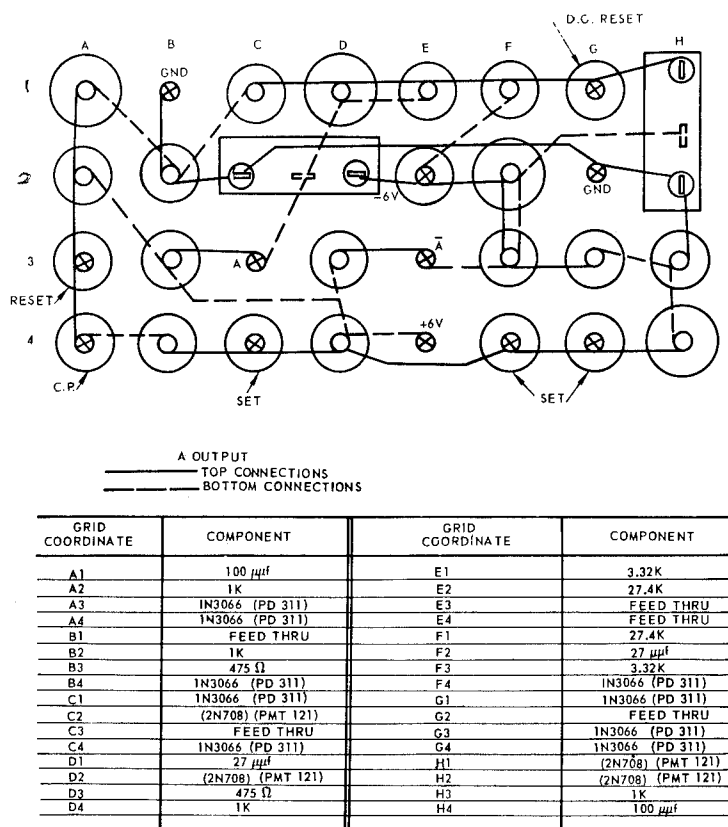 D.C. RESET
A B C D E F G H
1
GND
2
-6V
GND
3
A
A̅
RESET
4
+6V
C.P.
SET
SET
A OUTPUT
TOP CONNECTIONS
BOTTOM CONNECTIONS
GRID COORDINATE COMPONENT GRID COORDINATE COMPONENT
A1 100 μμf E1 3.32K
A2 1K E2 27.4K
A3 1N3066 (PD 311) E3 FEED THRU
A4 1N3066 (PD 311) E4 FEED THRU
B1 FEED THRU F1 27.4K
B2 1K F2 27 μμf
B3 475 Ω F3 3.32K
B4 1N3066 (PD 311) F4 1N3066 (PD 311)
C1 1N3066 (PD 311) G1 1N3066 (PD 311)
C2 (2N708) (PMT 121) G2 FEED THRU
C3 FEED THRU G3 1N3066 (PD 311)
C4 1N3066 (PD 311) G4 1N3066 (PD 311)
D1 27 μμf H1 (2N708) (PMT 121)
D2 (2N708) (PMT 121) H2 (2N708) (PMT 121)
D3 475 Ω H3 1K
D4 1K H4 100 μμf